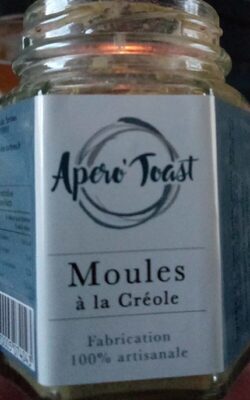 Apero' Toast
Moules
à la Créole
Fabrication
100% artisanale